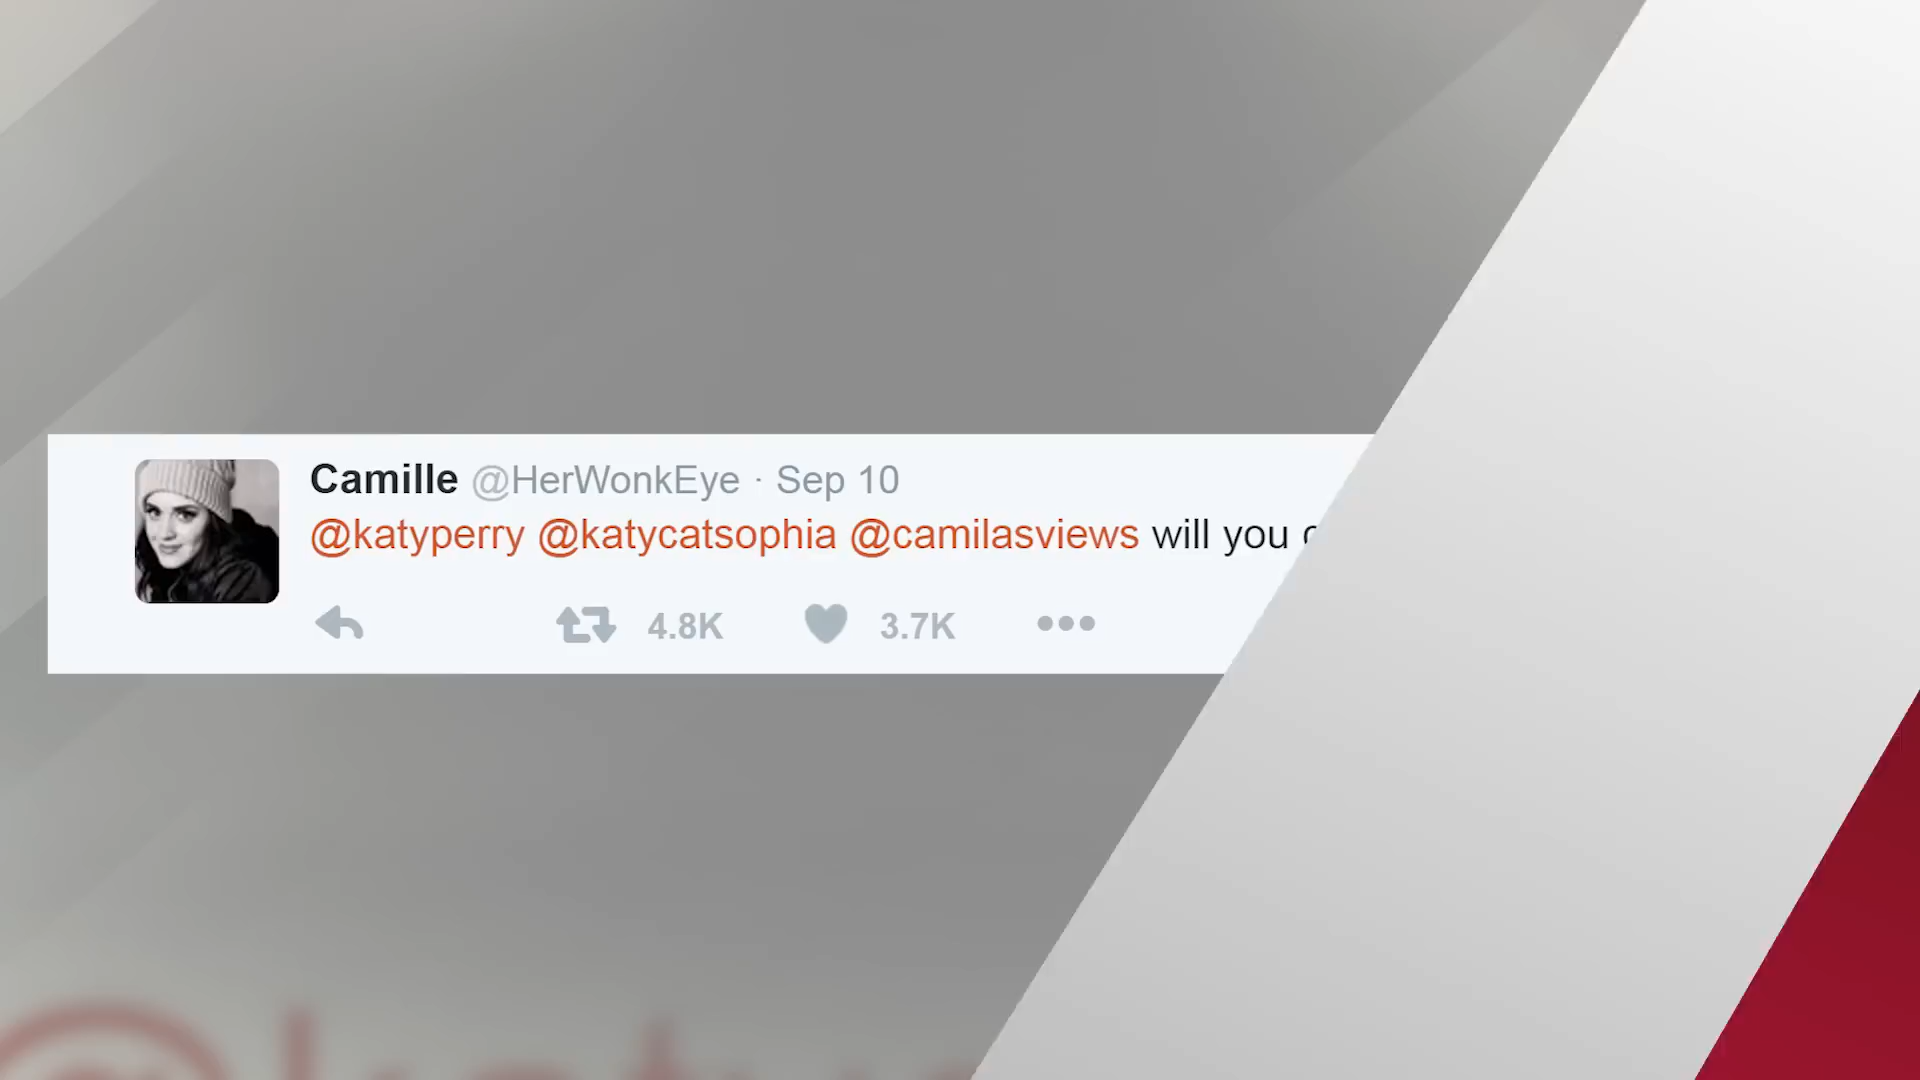 Camille @HerWonkEye · Sep 10
@katyperry @katycatsophia @camilasviews will you
4.8K 3.7K